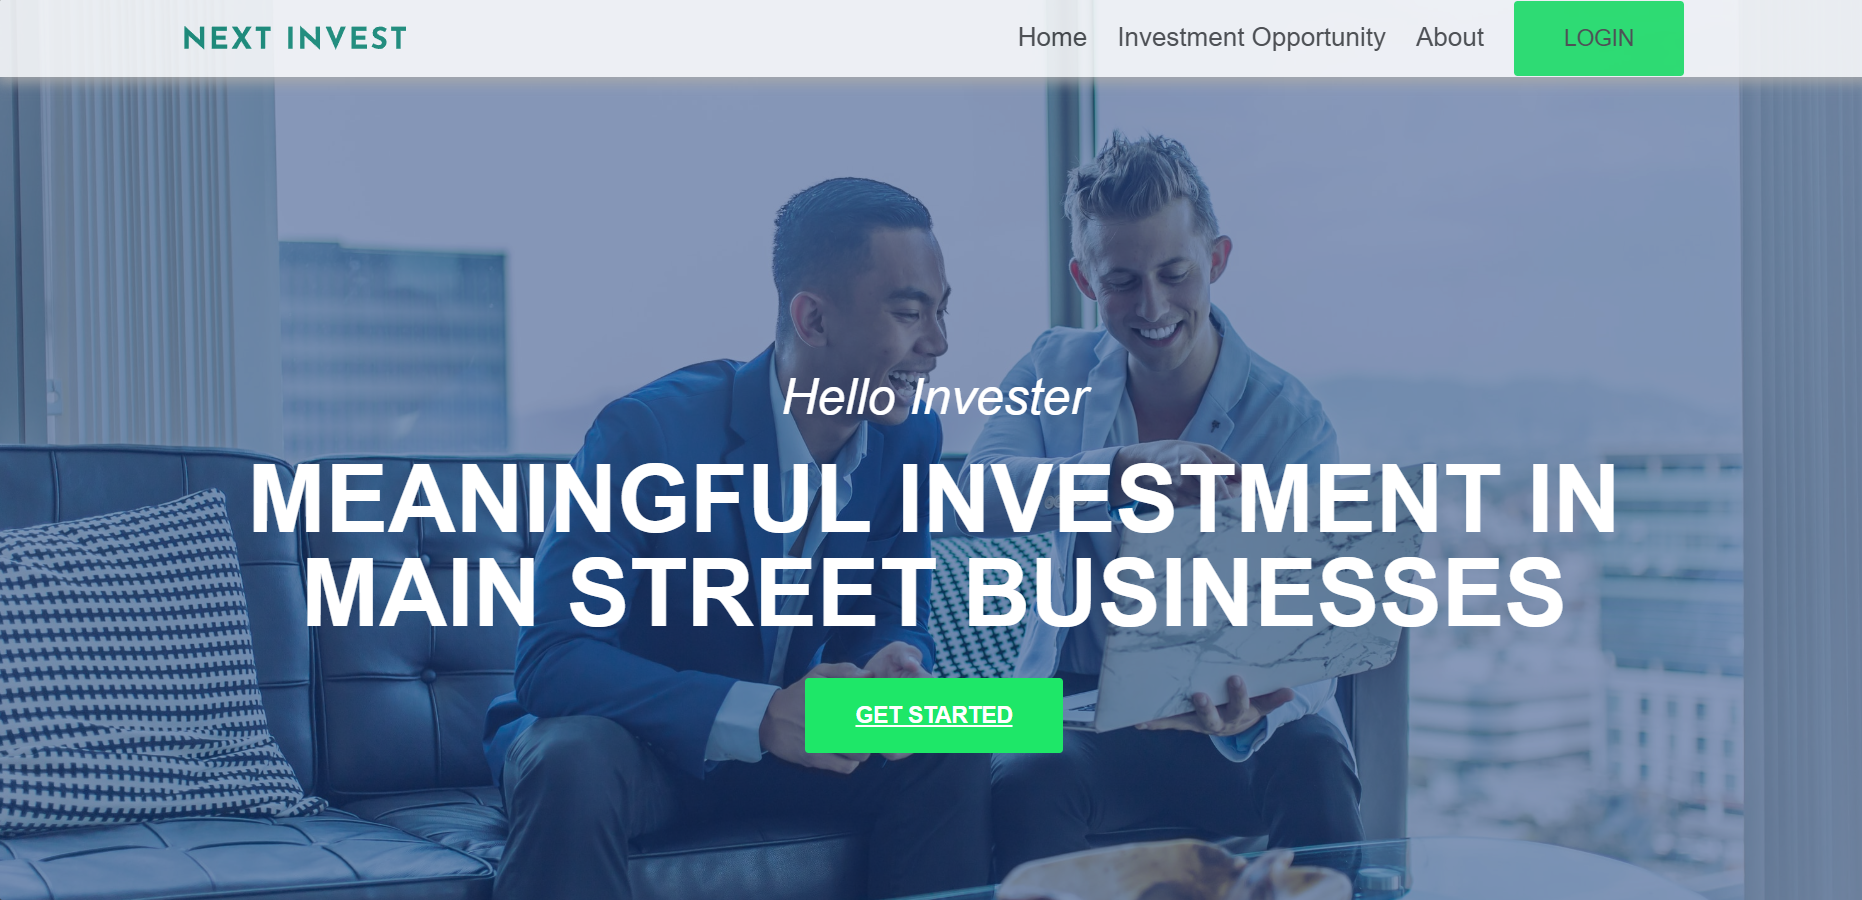 NEXT INVEST
Home
Investment Opportunity
About
LOGIN
Hello Invester
MEANINGFUL INVESTMENT IN
MAIN STREET BUSINESSES
GET STARTED